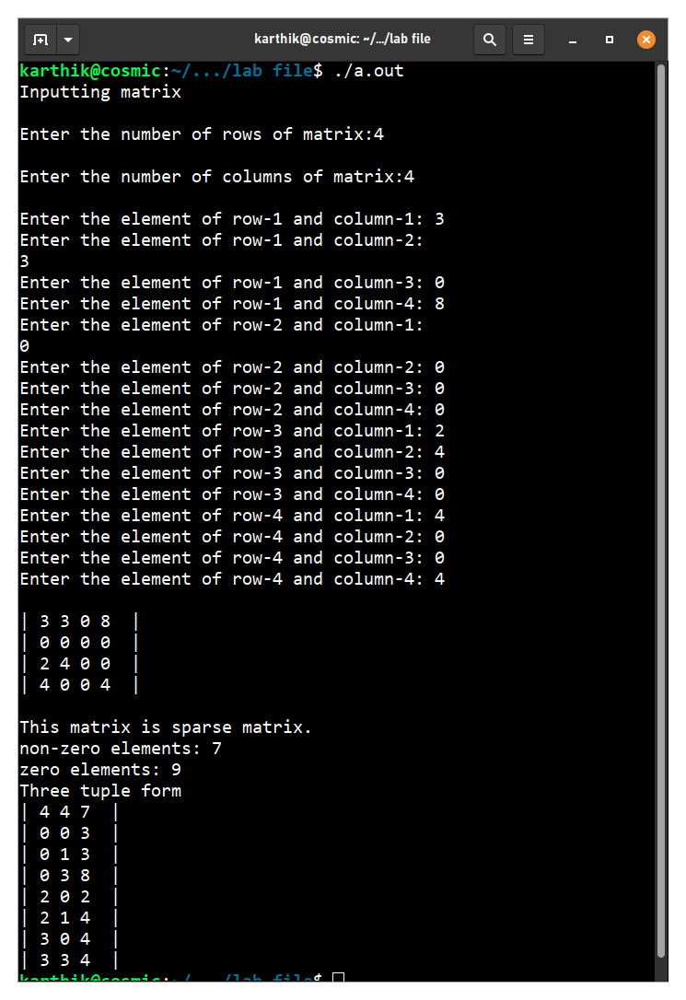 karthik@cosmic: ~/.../lab file
karthik@cosmic:~/.../lab file$ ./a.out
Inputting matrix
Enter the number of rows of matrix:4
Enter the number of columns of matrix:4
Enter the element of row-1 and column-1: 3
Enter the element of row-1 and column-2:
3
Enter the element of row-1 and column-3: 0
Enter the element of row-1 and column-4: 8
Enter the element of row-2 and column-1:
0
Enter the element of row-2 and column-2: 0
Enter the element of row-2 and column-3: 0
Enter the element of row-2 and column-4: 0
Enter the element of row-3 and column-1: 2
Enter the element of row-3 and column-2: 4
Enter the element of row-3 and column-3: 0
Enter the element of row-3 and column-4: 0
Enter the element of row-4 and column-1: 4
Enter the element of row-4 and column-2: 0
Enter the element of row-4 and column-3: 0
Enter the element of row-4 and column-4: 4
| 3 3 0 8  |
| 0 0 0 0  |
| 2 4 0 0  |
| 4 0 0 4  |
This matrix is sparse matrix.
non-zero elements: 7
zero elements: 9
Three tuple form
| 4 4 7  |
| 0 0 3  |
| 0 1 3  |
| 0 3 8  |
| 2 0 2  |
| 2 1 4  |
| 3 0 4  |
| 3 3 4  |
karthik@cosmic:~/.../lab file$